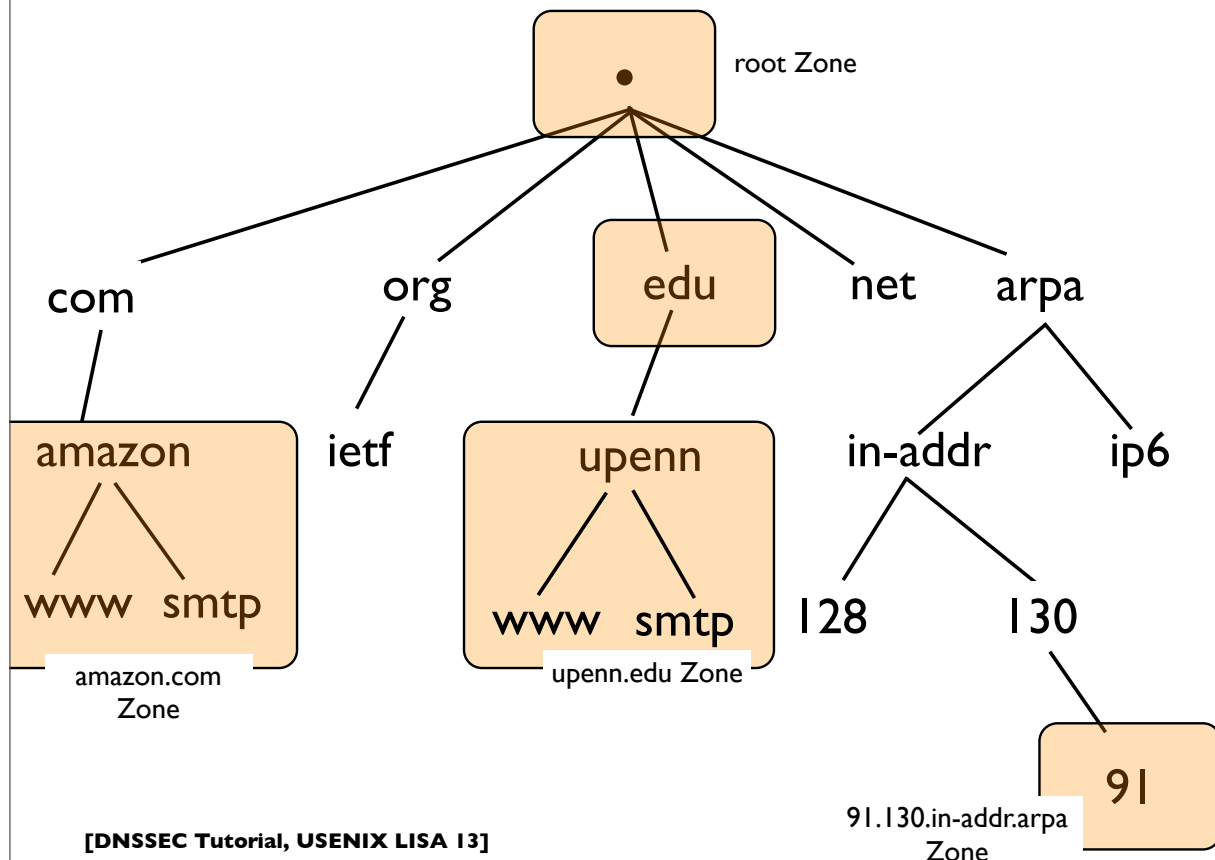 root Zone
com
org
edu
net
arpa
amazon
ietf
upenn
in-addr
ip6
www smtp
www smtp
128
130
amazon.com
Zone
upenn.edu Zone
91
91.130.in-addr.arpa
Zone
[DNSSEC Tutorial, USENIX LISA 13]